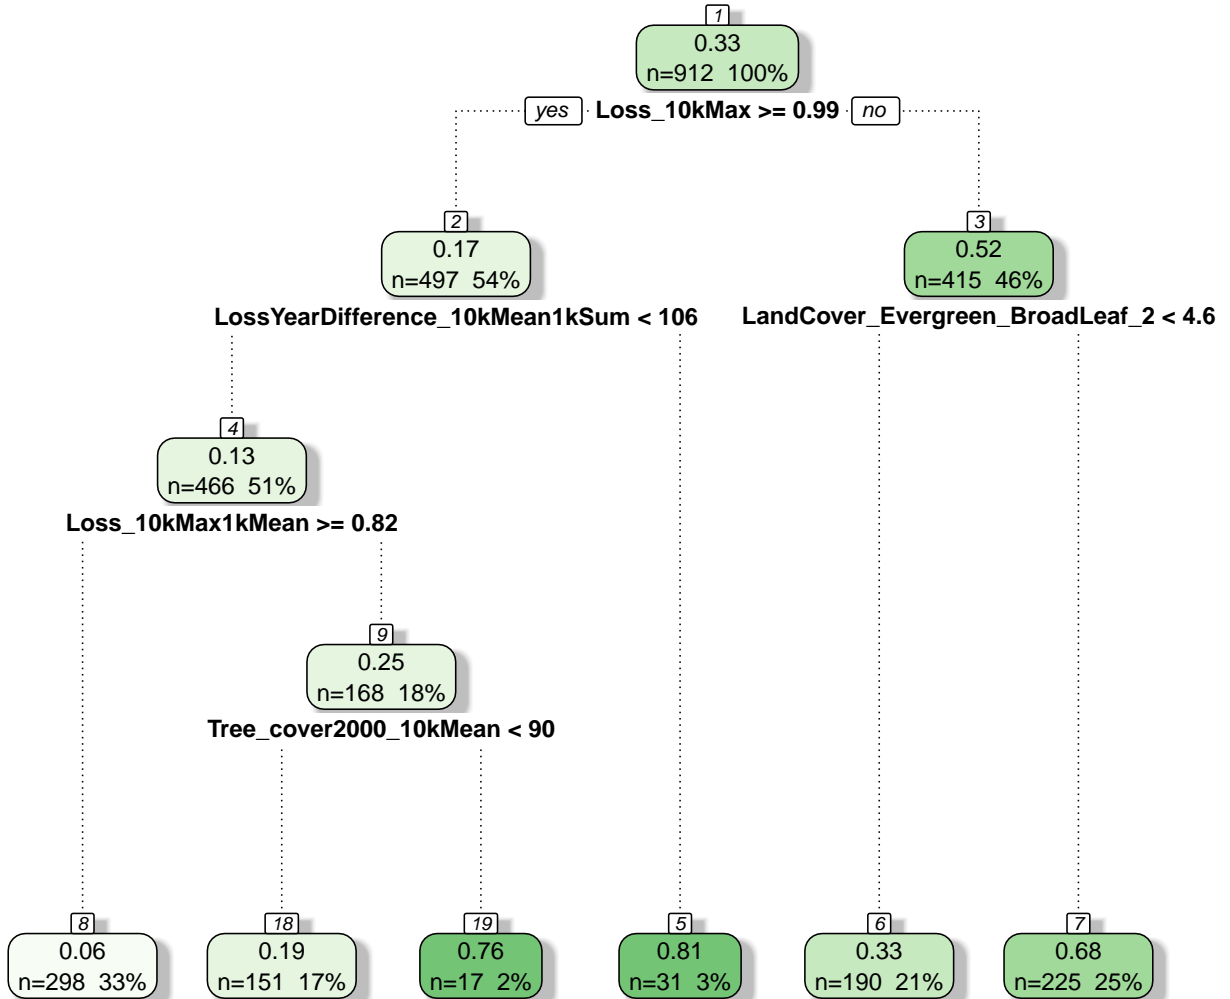 1
0.33
n=912 100%
yes Loss_10kMax >= 0.99 no
2
0.17
n=497 54%
3
0.52
n=415 46%
LossYearDifference_10kMean1kSum < 106
LandCover_Evergreen_BroadLeaf_2 < 4.6
4
0.13
n=466 51%
Loss_10kMax1kMean >= 0.82
9
0.25
n=168 18%
Tree_cover2000_10kMean < 90
8
0.06
n=298 33%
18
0.19
n=151 17%
19
0.76
n=17 2%
5
0.81
n=31 3%
6
0.33
n=190 21%
7
0.68
n=225 25%